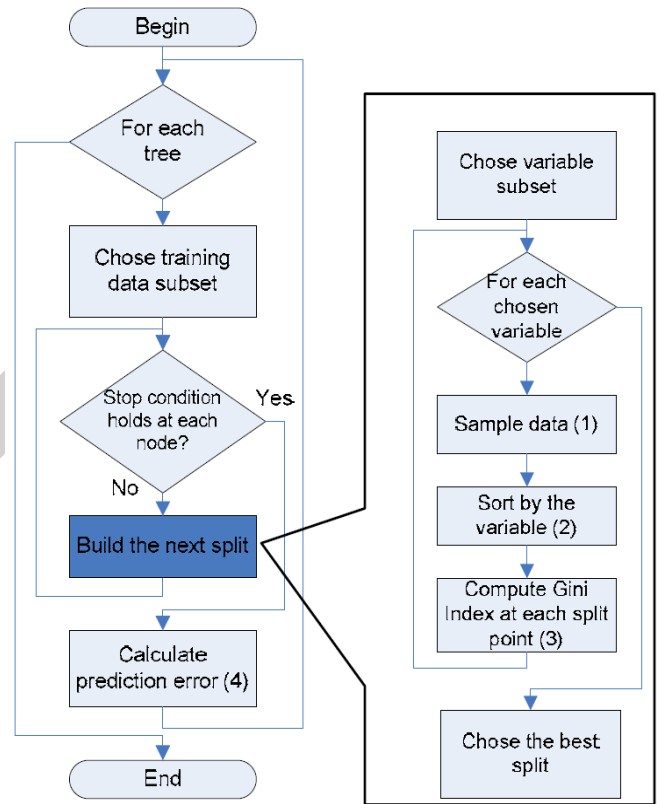 Begin
For each
tree
Chose training
data subset
Stop condition
holds at each
node?
Yes
No
Build the next split
Calculate
prediction error (4)
End
Chose variable
subset
For each
chosen
variable
Sample data (1)
Sort by the
variable (2)
Compute Gini
Index at each split
point (3)
Chose the best
split